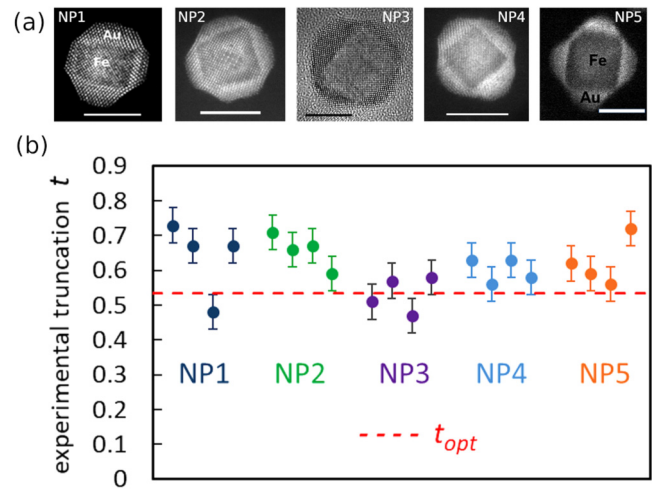 (a)
NP1 NP2 NP3 NP4 NP5
Au
Fe
Fe
Au
(b)
experimental truncation t
0.9
0.8
0.7
0.6
0.5
0.4
0.3
0.2
0.1
0
NP1 NP2 NP3 NP4 NP5
t_opt